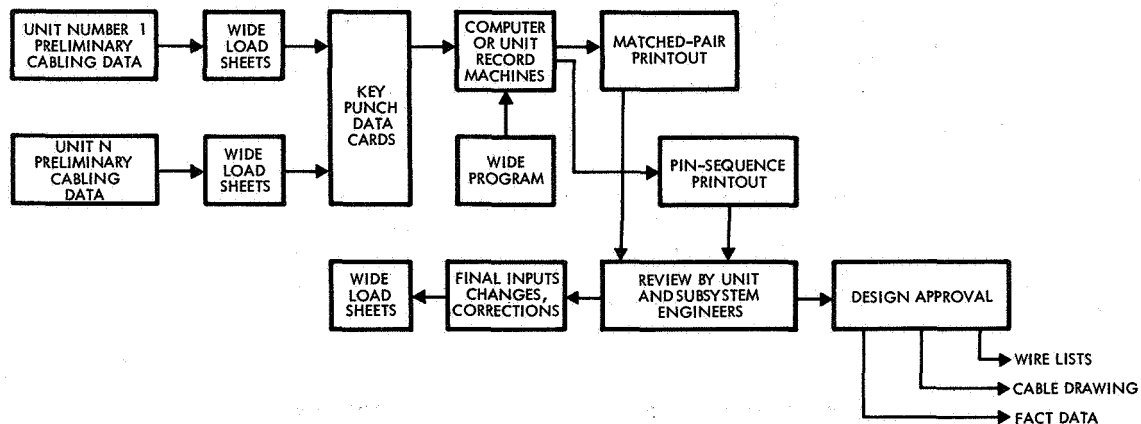 UNIT NUMBER 1
PRELIMINARY
CABLING DATA
WIDE
LOAD
SHEETS
KEY
PUNCH
DATA
CARDS
COMPUTER
OR UNIT
RECORD
MACHINES
MATCHED-PAIR
PRINTOUT
UNIT N
PRELIMINARY
CABLING
DATA
WIDE
LOAD
SHEETS
WIDE
PROGRAM
PIN-SEQUENCE
PRINTOUT
WIDE
LOAD
SHEETS
FINAL INPUTS
CHANGES,
CORRECTIONS
REVIEW BY UNIT
AND SUBSYSTEM
ENGINEERS
DESIGN APPROVAL
WIRE LISTS
CABLE DRAWING
FACT DATA